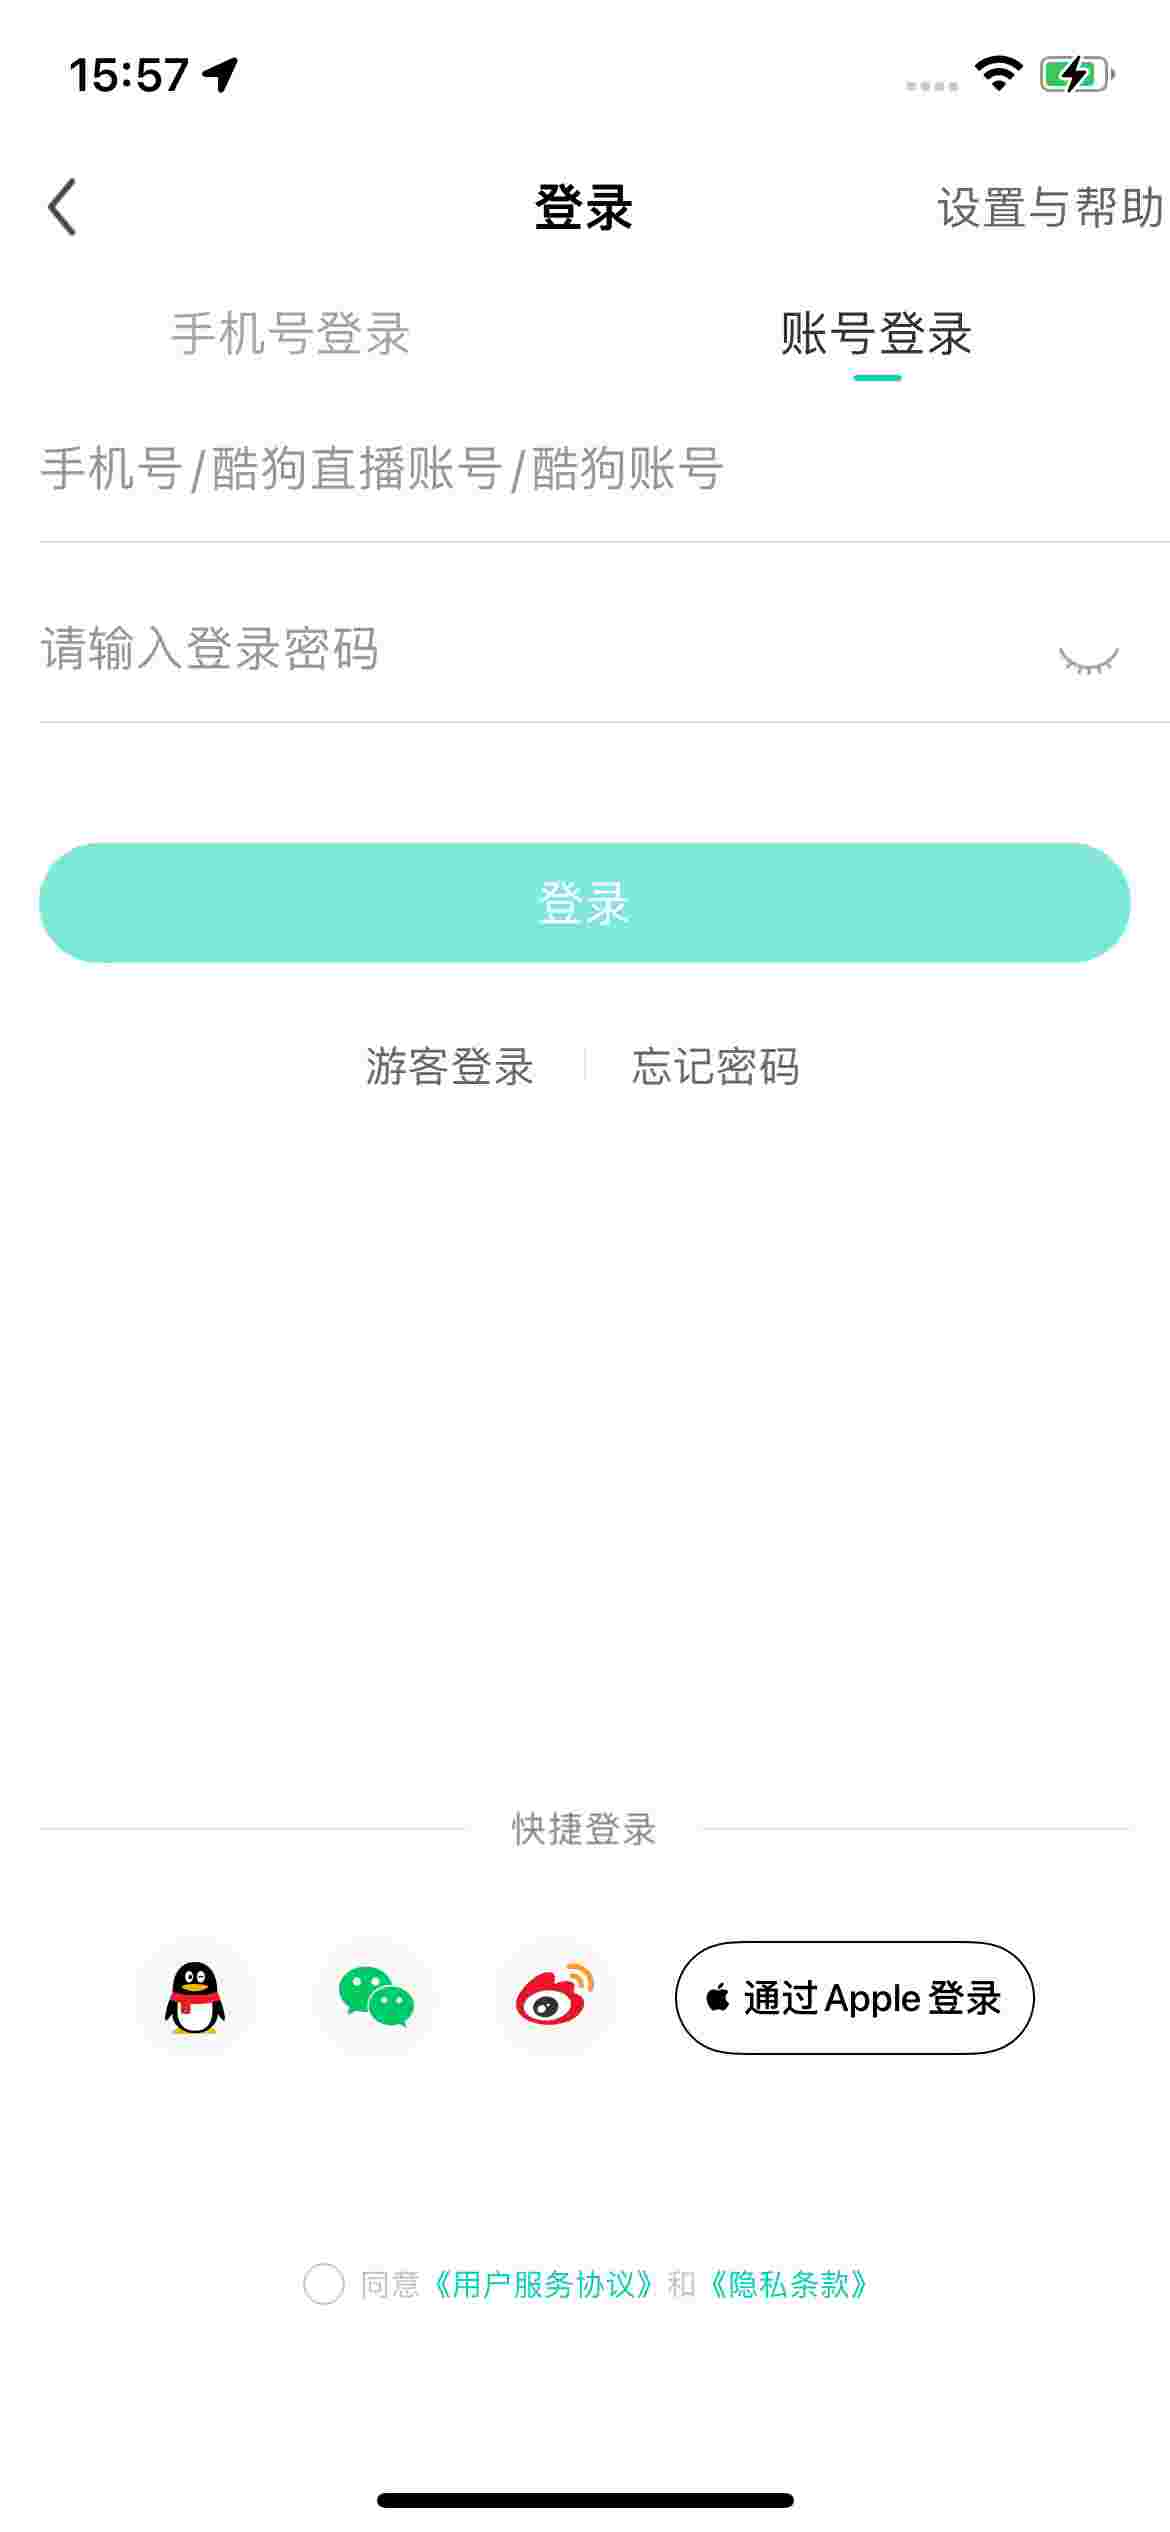 15:57
登录
设置与帮助
手机号登录
账号登录
手机号/酷狗直播账号/酷狗账号
请输入登录密码
登录
游客登录
忘记密码
快捷登录
通过 Apple 登录
同意《用户服务协议》和《隐私条款》